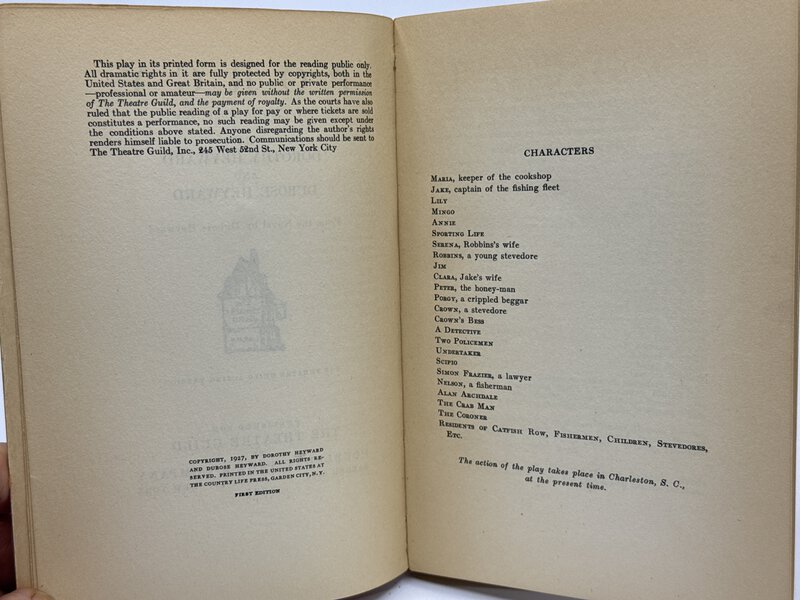 This play in its printed form is designed for the reading public only.
All dramatic rights in it are fully protected by copyrights, both in the
United States and Great Britain, and no public or private performance
—professional or amateur—may be given without the written permission
of The Theatre Guild, and the payment of royalty. As the courts have also
ruled that the public reading of a play for pay or where tickets are sold
constitutes a performance, no such reading may be given except under
the conditions above stated. Anyone disregarding the author's rights
renders himself liable to prosecution. Communications should be sent to
The Theatre Guild, Inc., 245 West 52nd St., New York City
COPYRIGHT, 1927, BY DOROTHY HEYWARD
AND DUBOSE HEYWARD. ALL RIGHTS RE-
SERVED. PRINTED IN THE UNITED STATES AT
THE COUNTRY LIFE PRESS, GARDEN CITY, N. Y.
FIRST EDITION
CHARACTERS
MARIA, keeper of the cookshop
JAKE, captain of the fishing fleet
LILY
MINGO
ANNIE
SPORTING LIFE
SERENA, Robbins's wife
ROBBINS, a young stevedore
JIM
CLARA, Jake's wife
PETER, the honey-man
PORGY, a crippled beggar
CROWN, a stevedore
CROWN'S BESS
A DETECTIVE
TWO POLICEMEN
UNDERTAKER
SCIPIO
SIMON FRAZIER, a lawyer
NELSON, a fisherman
ALAN ARCHDALE
THE CRAB MAN
THE CORONER
RESIDENTS OF CATFISH ROW, FISHERMEN, CHILDREN, STEVEDORES,
ETC.
The action of the play takes place in Charleston, S. C.,
at the present time.